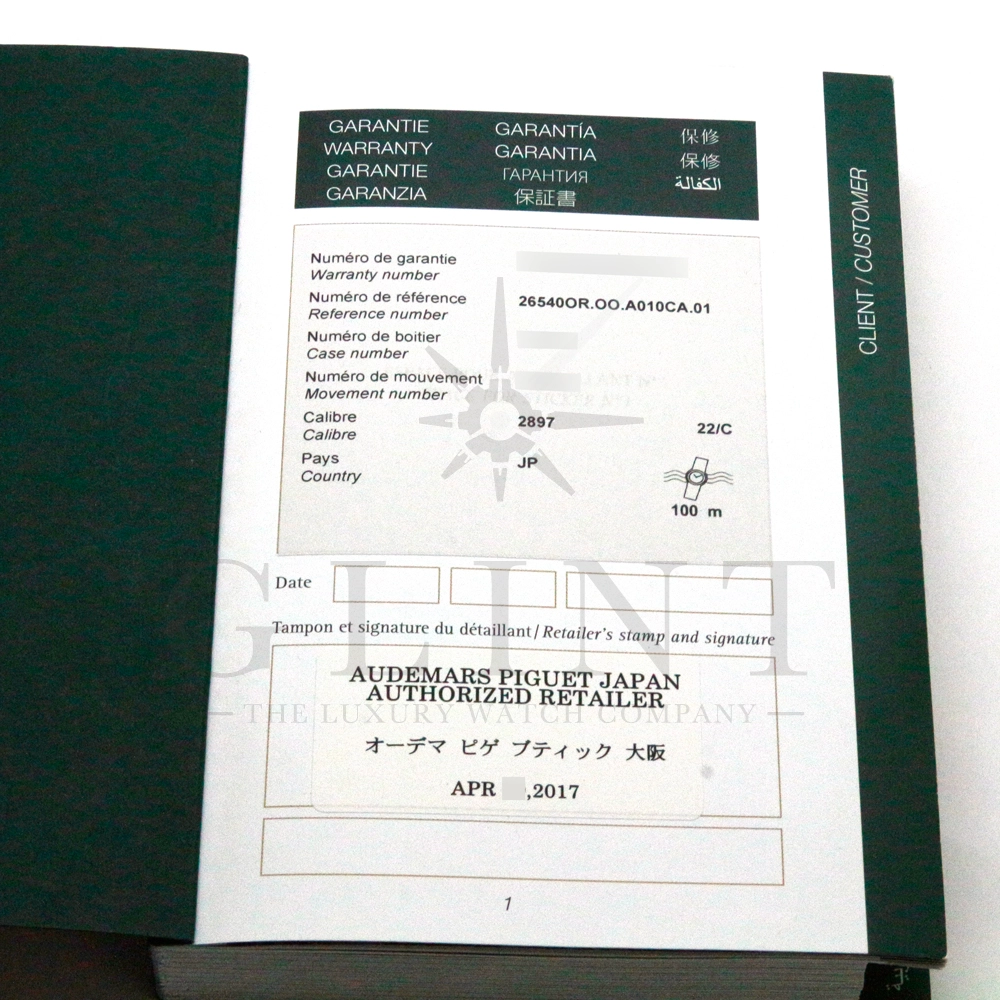 GARANTIE
WARRANTY
GARANTIE
GARANZIA
GARANTÍA
GARANTIA
ГАРАНТИЯ
保証書
保修
保修
الكفالة
CLIENT / CUSTOMER
Numéro de garantie
Warranty number
Numéro de référence 26540OR.OO.A010CA.01
Reference number
Numéro de boitier
Case number
Numéro de mouvement
Movement number
Calibre 2897 22/C
Calibre
Pays JP
Country
100 m
Date
Tampon et signature du détaillant / Retailer's stamp and signature
GLINT
AUDEMARS PIGUET JAPAN
AUTHORIZED RETAILER
THE LUXURY WATCH COMPANY
オーデマ ピゲ ブティック 大阪
APR ,2017
1